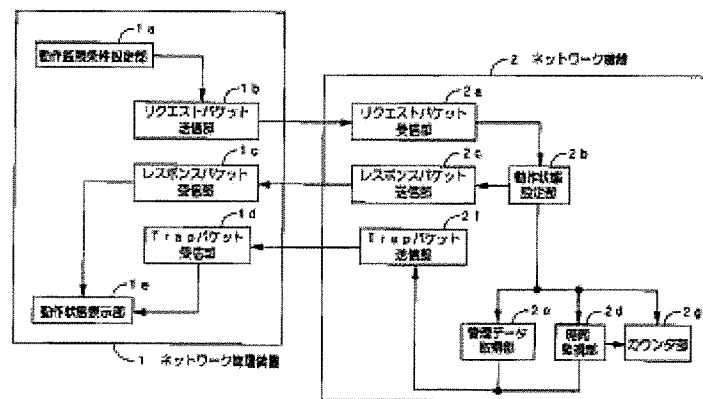 1a
動作監視条件設定部
2 ネットワーク機器
1b
リクエストパケット
送信部
2a
リクエストパケット
受信部
1c
レスポンスパケット
受信部
2c
レスポンスパケット
送信部
2b
動作状態
設定部
1d
Trapパケット
受信部
2f
Trapパケット
送信部
1e
動作状態表示部
2e
管理データ
2d
時間
監視部
2g
カウンタ部
1 ネットワーク管理装置